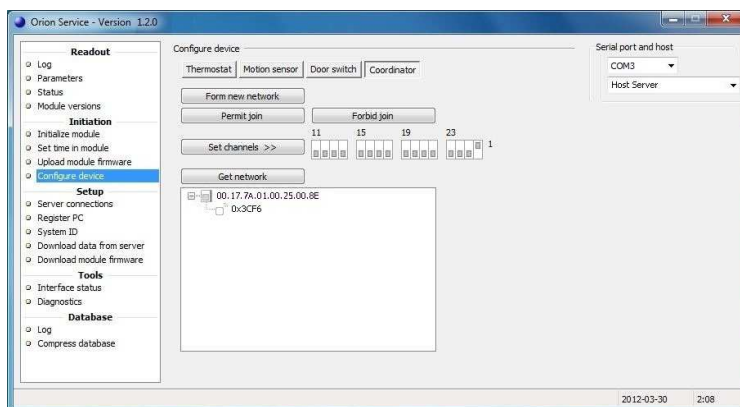 Orion Service - Version 1.2.0
Readout
Log
Parameters
Status
Module versions
Initiation
Initialize module
Set time in module
Upload module firmware
Configure device
Setup
Server connections
Register PC
System ID
Download data from server
Download module firmware
Tools
Interface status
Diagnostics
Database
Log
Compress database
Configure device
Thermostat Motion sensor Door switch Coordinator
Form new network
Permit join Forbid join
11 15 19 23
Set channels >> 1
Get network
00.17.7A.01.00.25.00.8E
0x3CF6
Serial port and host
COM3
Host Server
2012-03-30 2:08